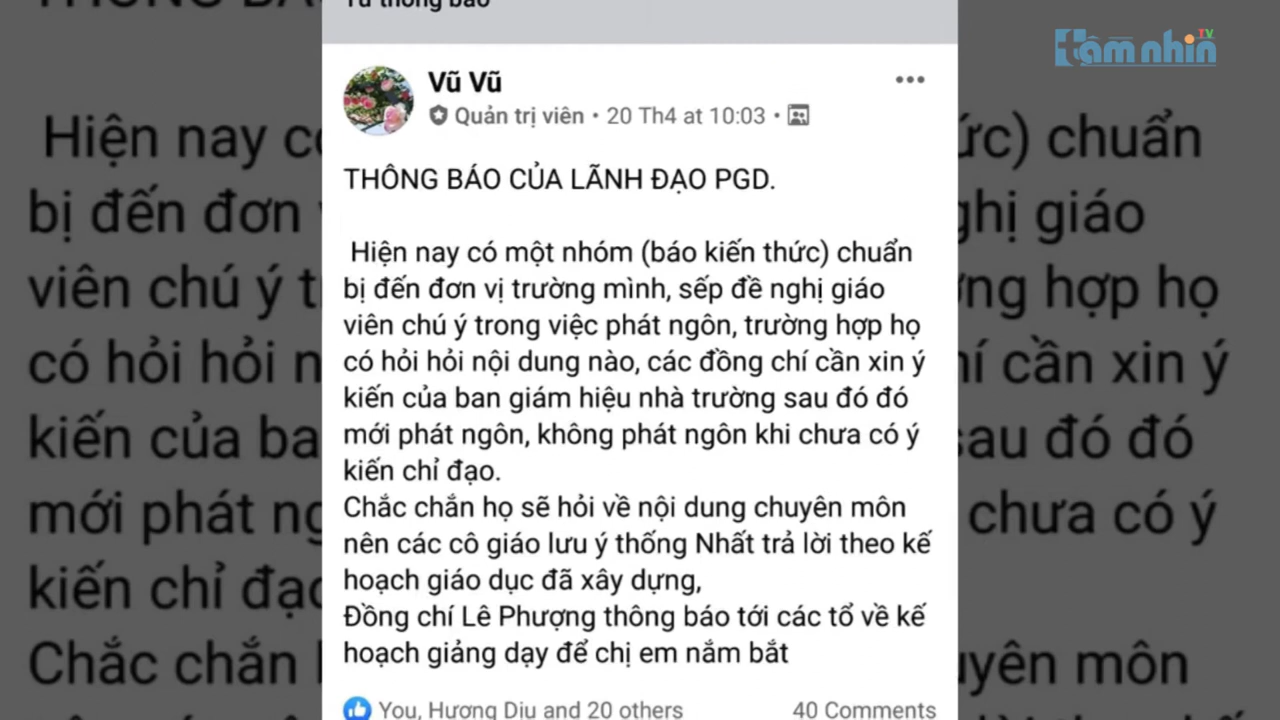 Từ thông báo
tâm nhìn TV
Vũ Vũ
Quản trị viên • 20 Th4 at 10:03 •
THÔNG BÁO CỦA LÃNH ĐẠO PGD.
Hiện nay có một nhóm (báo kiến thức) chuẩn
bị đến đơn vị trường mình, sếp đề nghị giáo
viên chú ý trong việc phát ngôn, trường hợp họ
có hỏi hỏi nội dung nào, các đồng chí cần xin ý
kiến của ban giám hiệu nhà trường sau đó đó
mới phát ngôn, không phát ngôn khi chưa có ý
kiến chỉ đạo.
Chắc chắn họ sẽ hỏi về nội dung chuyên môn
nên các cô giáo lưu ý thống Nhất trả lời theo kế
hoạch giáo dục đã xây dựng,
Đồng chí Lê Phượng thông báo tới các tổ về kế
hoạch giảng dạy để chị em nắm bắt
You, Hương Dịu and 20 others 40 Comments